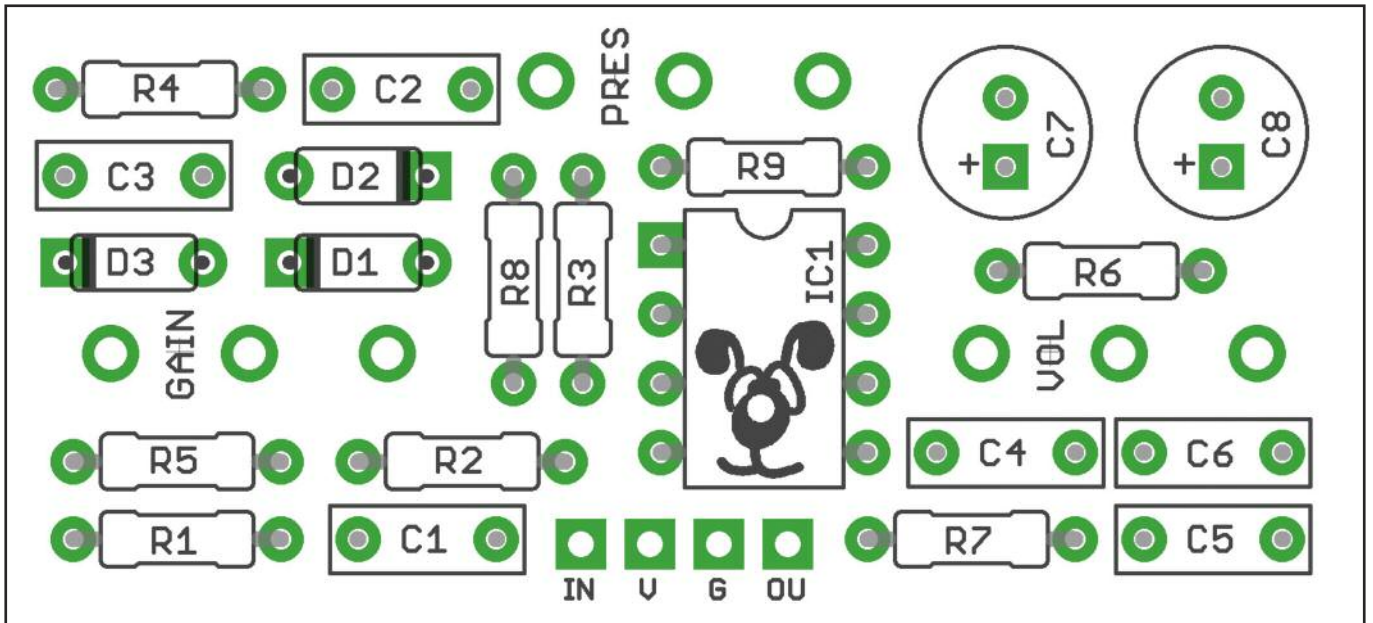 R4
C2
PRES
C7
C8
+
+
C3
D2
R9
D3
D1
R8
R3
IC1
R6
GAIN
VOL
R5
R2
C4
C6
R1
C1
R7
C5
IN
V
G
OU